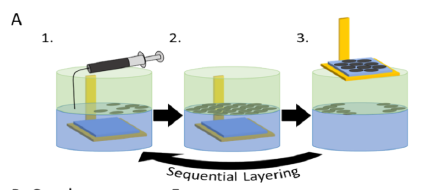 A
1. 2. 3.
Sequential Layering